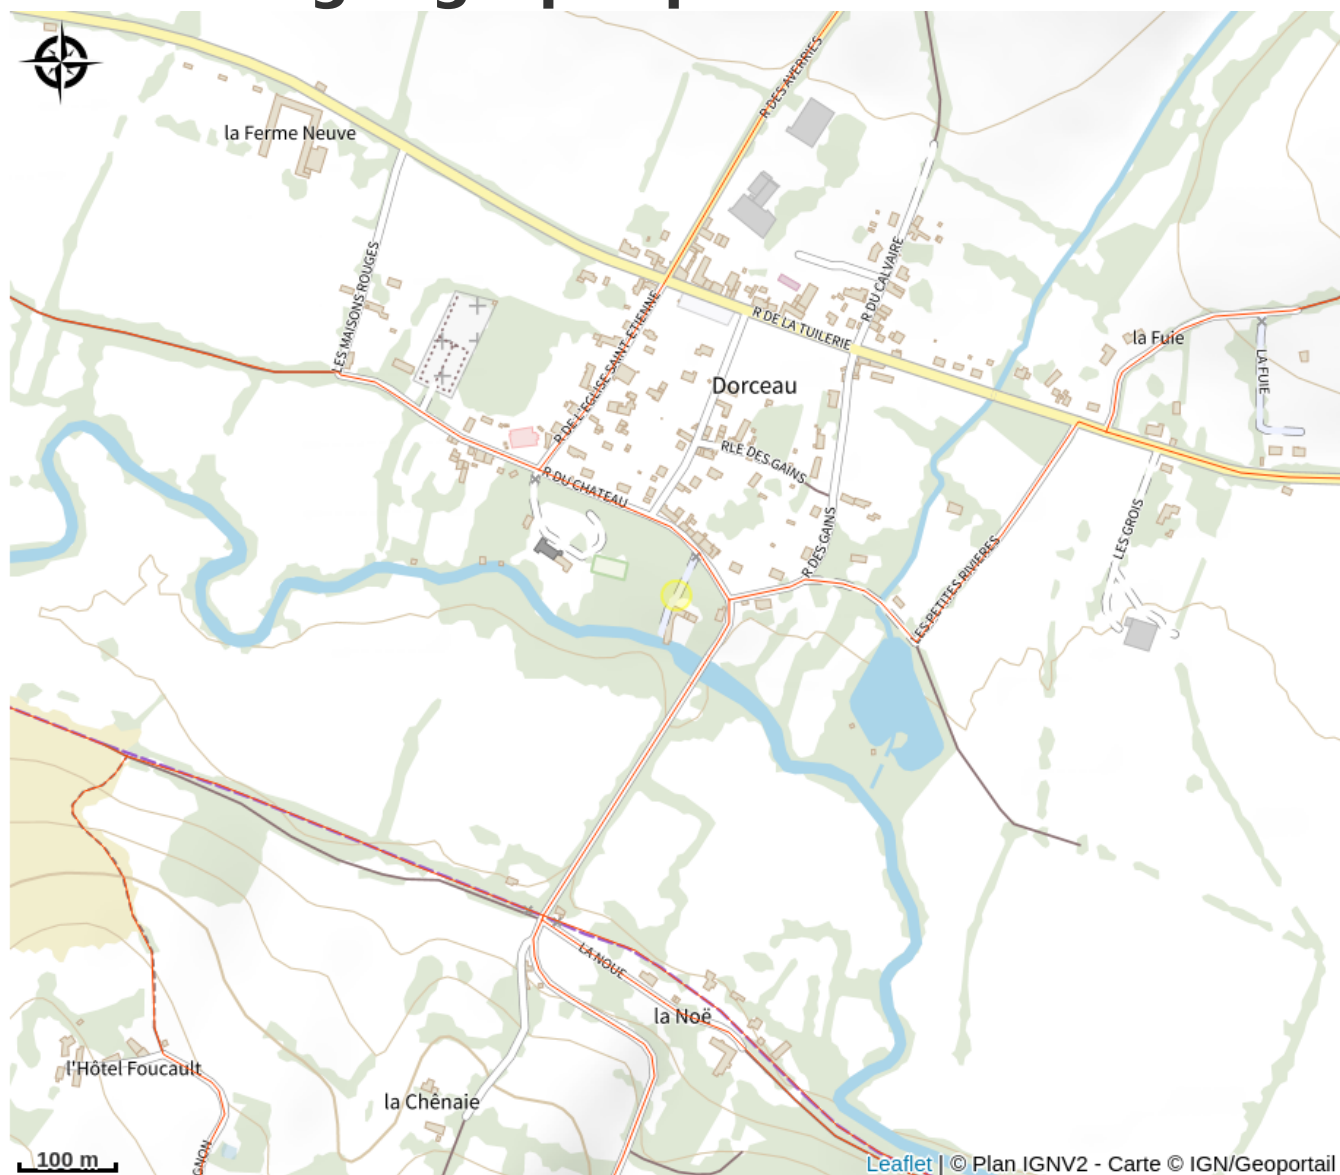 R DES AVERRIES
la Ferme Neuve
LES MAISONS ROUGES
R DE L'EGLISE SAINT-ETIENNE
R DU CALVAIRE
R DE LA TUILERIE
la Fuie
LA FUIE
Dorceau
RLE DES GAINS
R DU CHATEAU
R DES GAINS
LES PETITES RIVIERES
LES GROIS
LA NOUE
la Noë
l'Hôtel Foucault
la Chênaie
100 m
Leaflet | © Plan IGNV2 - Carte © IGN/Geoportail